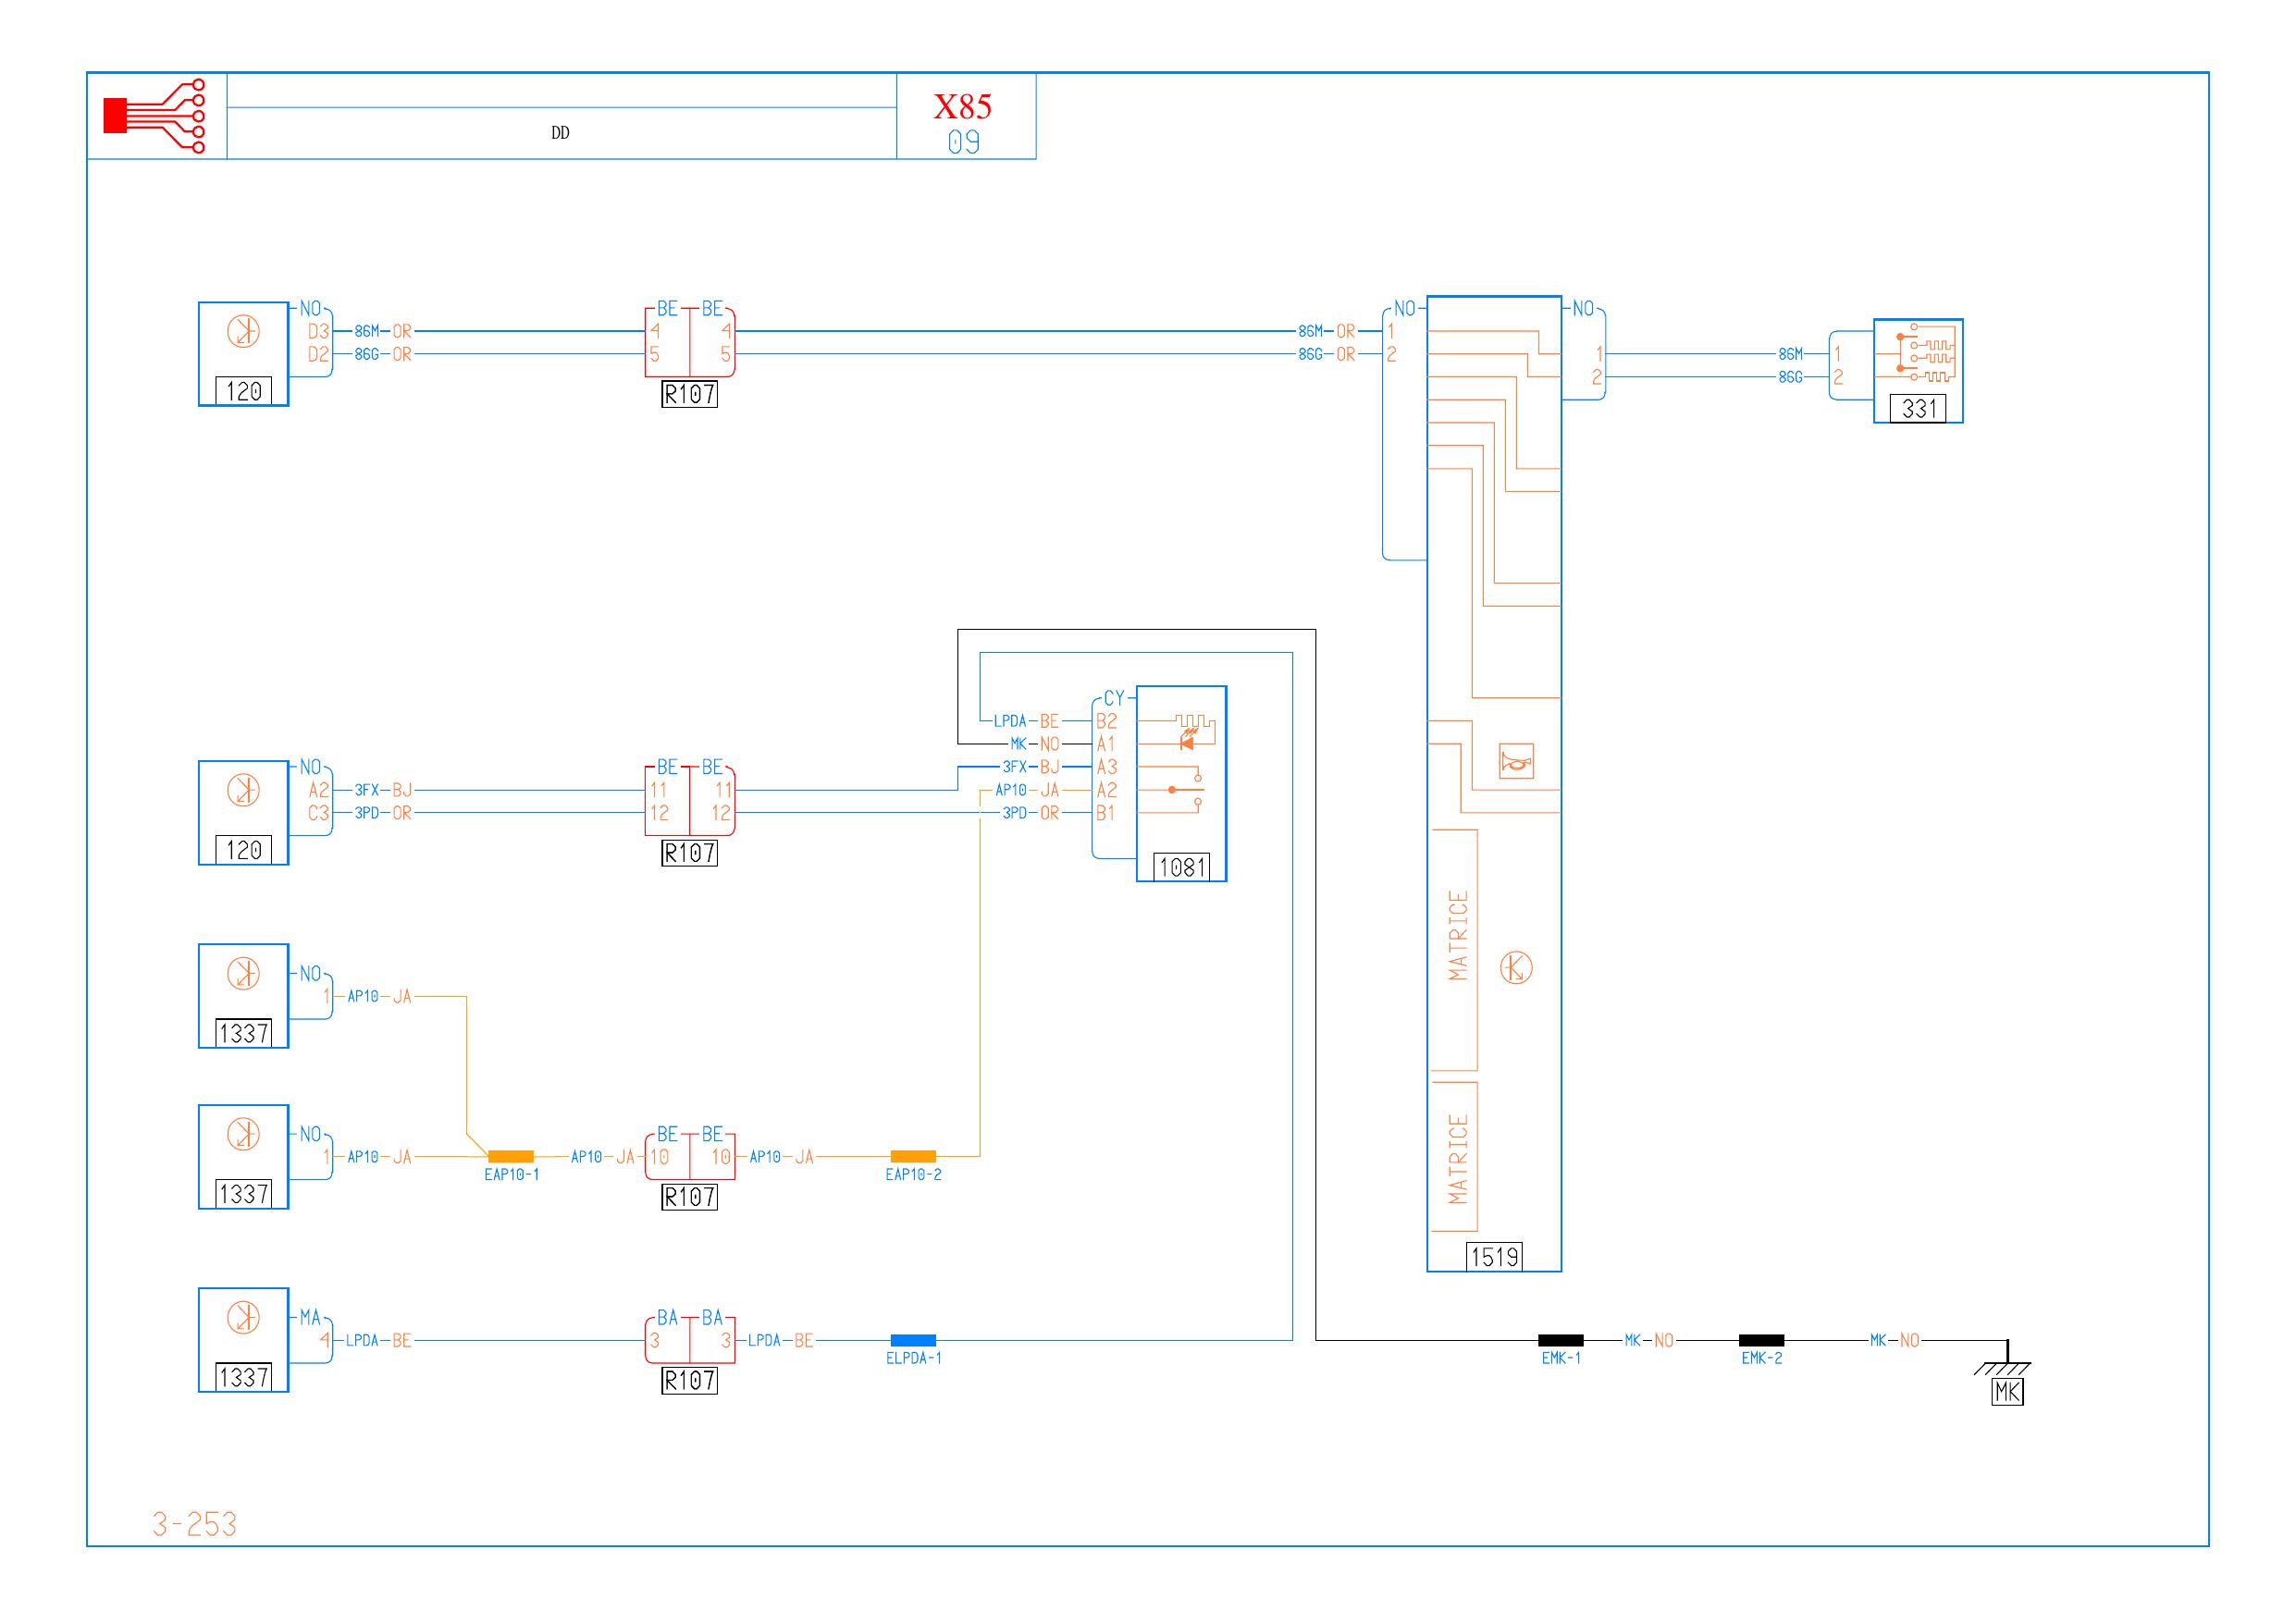 X85
DD
09
NO BE BE NO NO
D3 86M OR 4 4 86M OR 1
D2 86G OR 5 5 86G OR 2 1 86M 1
2 86G 2
120 R107 331
CY
LPDA BE B2
MK NO A1
NO BE BE 3FX BJ A3
A2 3FX BJ 11 11 AP10 JA A2
C3 3PD OR 12 12 3PD OR B1
120 R107 1081
MATRICE
NO
1 AP10 JA
1337
NO BE BE
1 AP10 JA AP10 JA 10 10 AP10 JA
EAP10-1 EAP10-2
MATRICE
1337 R107
1519
MA BA BA
4 LPDA BE 3 3 LPDA BE MK NO MK NO
ELPDA-1 EMK-1 EMK-2
1337 R107 MK
3-253